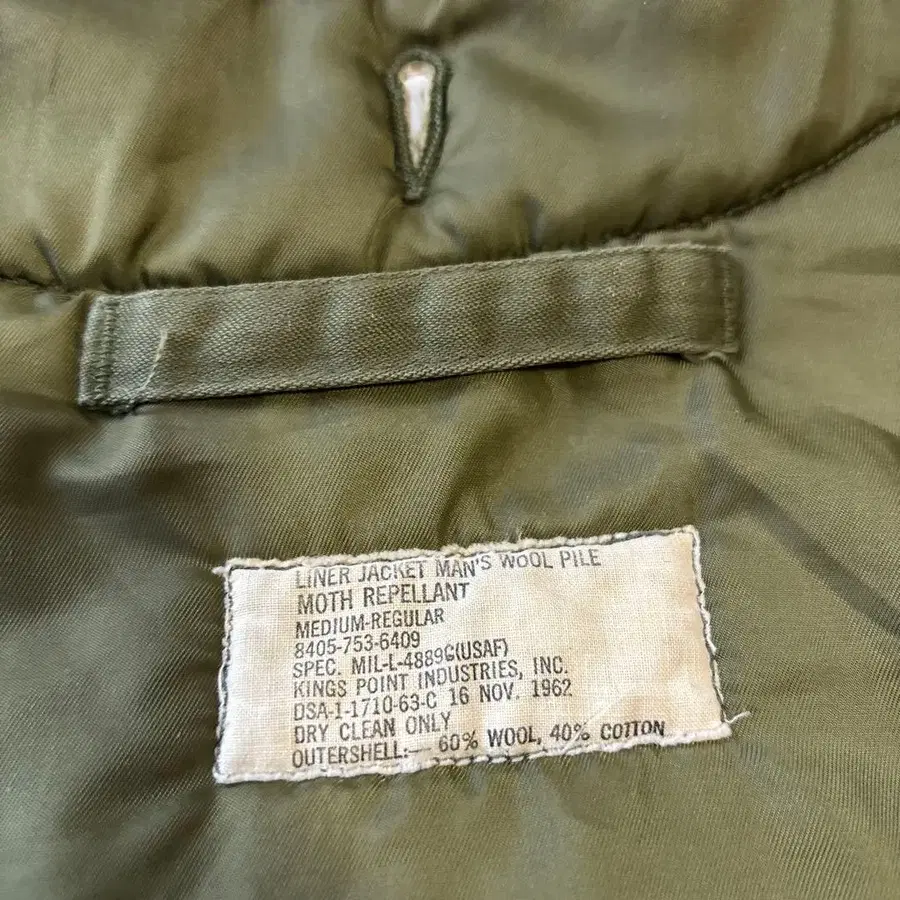 LINER JACKET MAN'S WOOL PILE
MOTH REPELLANT
MEDIUM-REGULAR
8405-753-6409
SPEC. MIL-L-4889G(USAF)
KINGS POINT INDUSTRIES, INC.
DSA-1-1710-63-C 16 NOV. 1962
DRY CLEAN ONLY
OUTERSHELL:— 60% WOOL, 40% COTTON